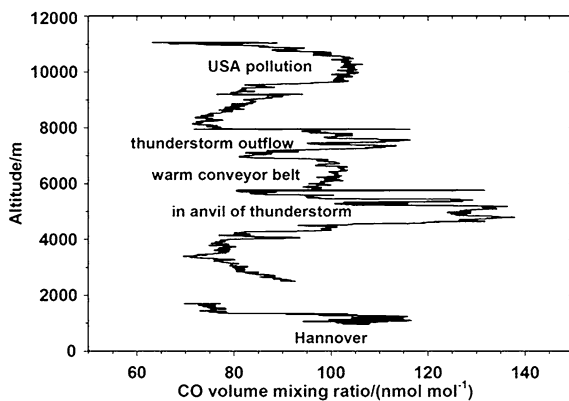 12000
10000
8000
6000
4000
2000
0
Altitude/m
USA pollution
thunderstorm outflow
warm conveyor belt
in anvil of thunderstorm
Hannover
60 80 100 120 140
CO volume mixing ratio/(nmol mol⁻¹)